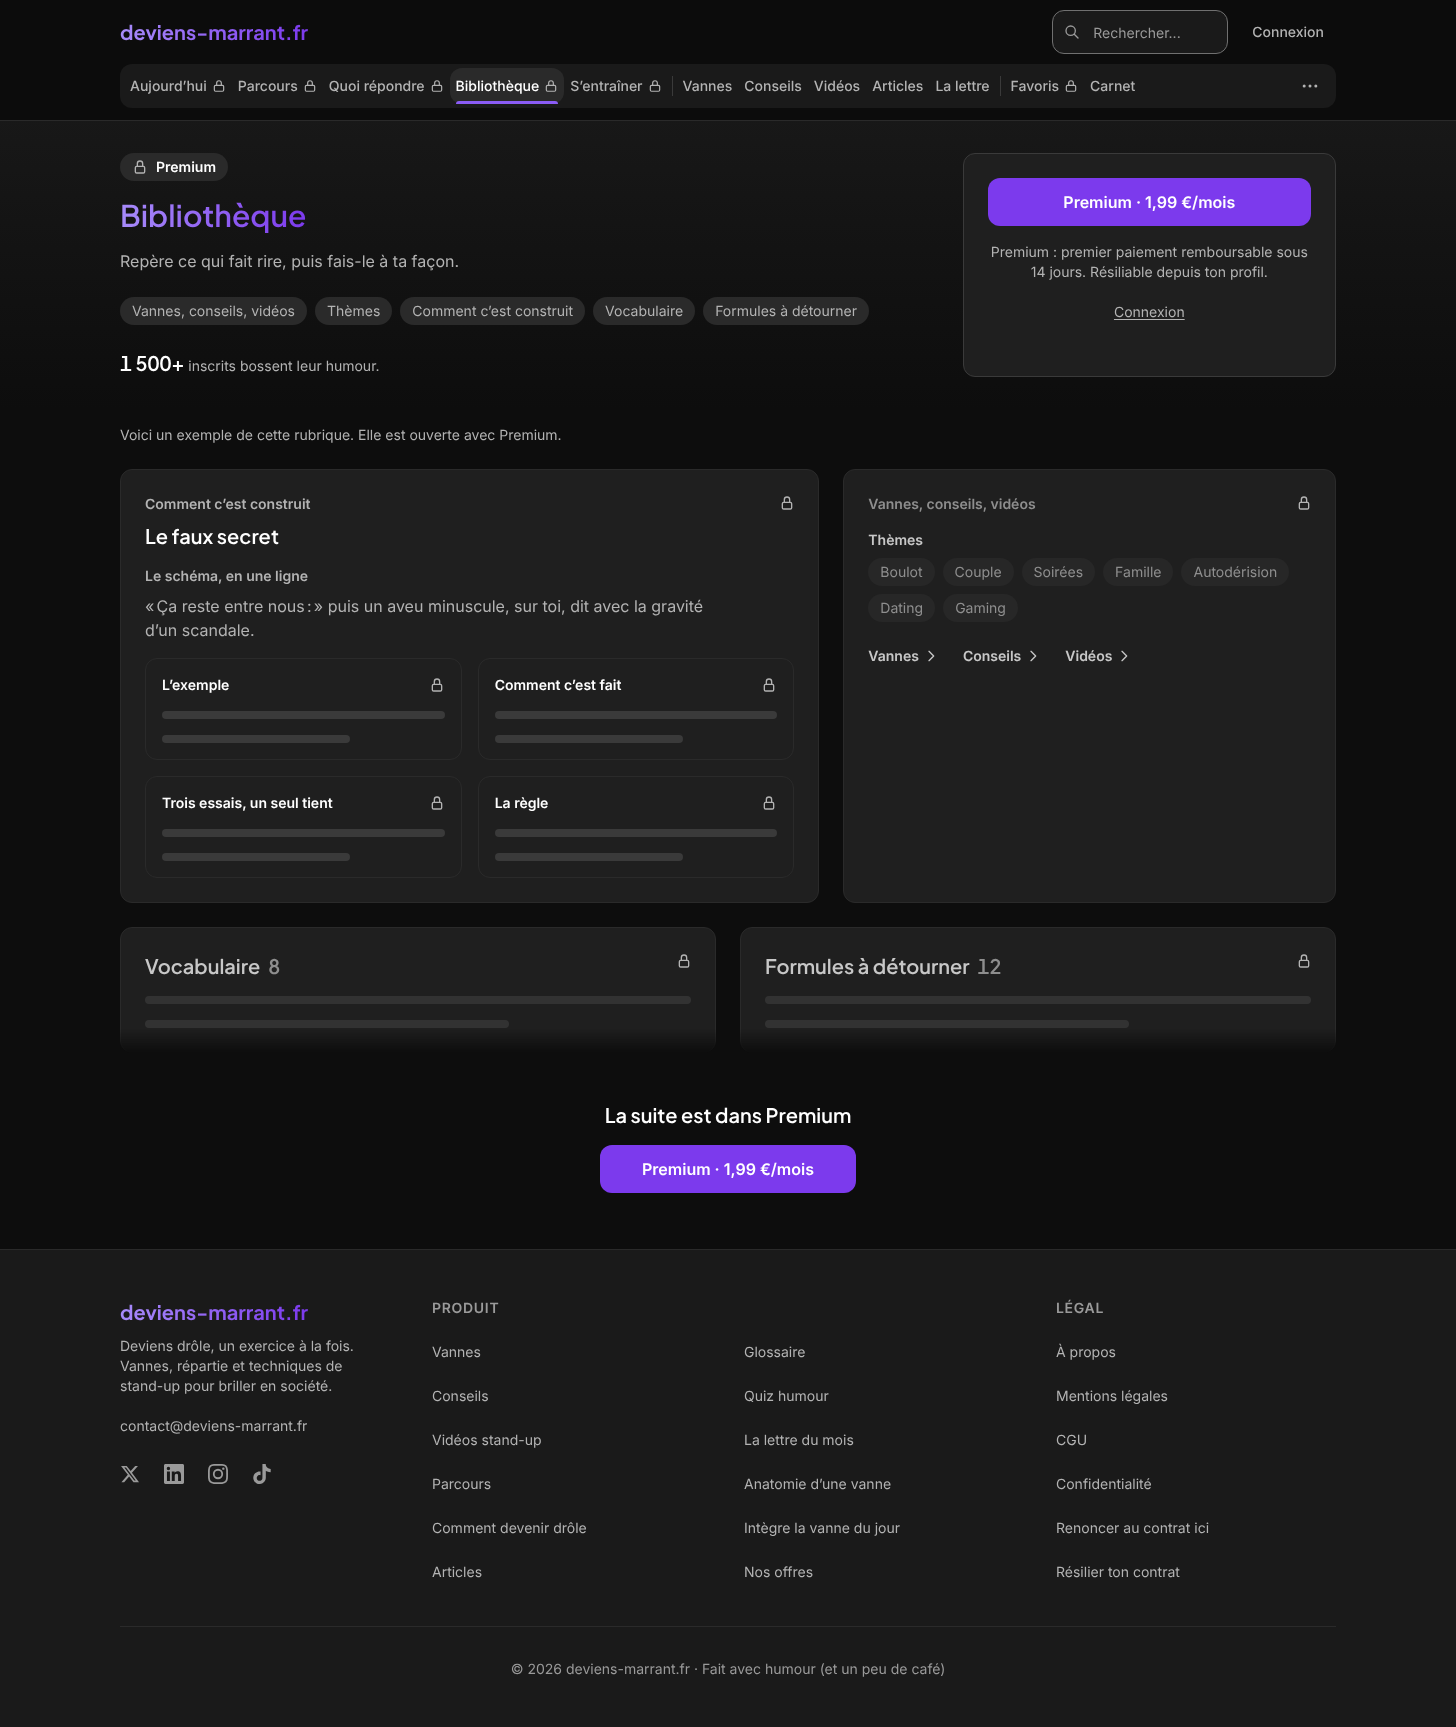 deviens-marrant.fr
Rechercher...
Connexion
Aujourd’hui
Parcours
Quoi répondre
Bibliothèque
S’entraîner
Vannes
Conseils
Vidéos
Articles
La lettre
Favoris
Carnet
Premium
Bibliothèque
Repère ce qui fait rire, puis fais-le à ta façon.
Vannes, conseils, vidéos
Thèmes
Comment c’est construit
Vocabulaire
Formules à détourner
1 500+ inscrits bossent leur humour.
Premium · 1,99 €/mois
Premium : premier paiement remboursable sous
14 jours. Résiliable depuis ton profil.
Connexion
Voici un exemple de cette rubrique. Elle est ouverte avec Premium.
Comment c’est construit
Le faux secret
Le schéma, en une ligne
« Ça reste entre nous : » puis un aveu minuscule, sur toi, dit avec la gravité
d’un scandale.
L’exemple
Comment c’est fait
Trois essais, un seul tient
La règle
Vannes, conseils, vidéos
Thèmes
Boulot
Couple
Soirées
Famille
Autodérision
Dating
Gaming
Vannes
Conseils
Vidéos
Vocabulaire 8
Formules à détourner 12
La suite est dans Premium
Premium · 1,99 €/mois
deviens-marrant.fr
Deviens drôle, un exercice à la fois.
Vannes, répartie et techniques de
stand-up pour briller en société.
contact@deviens-marrant.fr
PRODUIT
Vannes
Conseils
Vidéos stand-up
Parcours
Comment devenir drôle
Articles
Glossaire
Quiz humour
La lettre du mois
Anatomie d’une vanne
Intègre la vanne du jour
Nos offres
LÉGAL
À propos
Mentions légales
CGU
Confidentialité
Renoncer au contrat ici
Résilier ton contrat
© 2026 deviens-marrant.fr · Fait avec humour (et un peu de café)